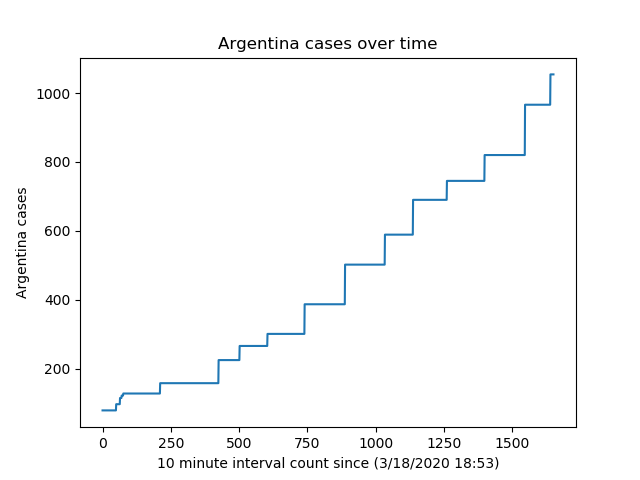 Argentina cases over time
1000
800
600
400
200
Argentina cases
0 250 500 750 1000 1250 1500
10 minute interval count since (3/18/2020 18:53)